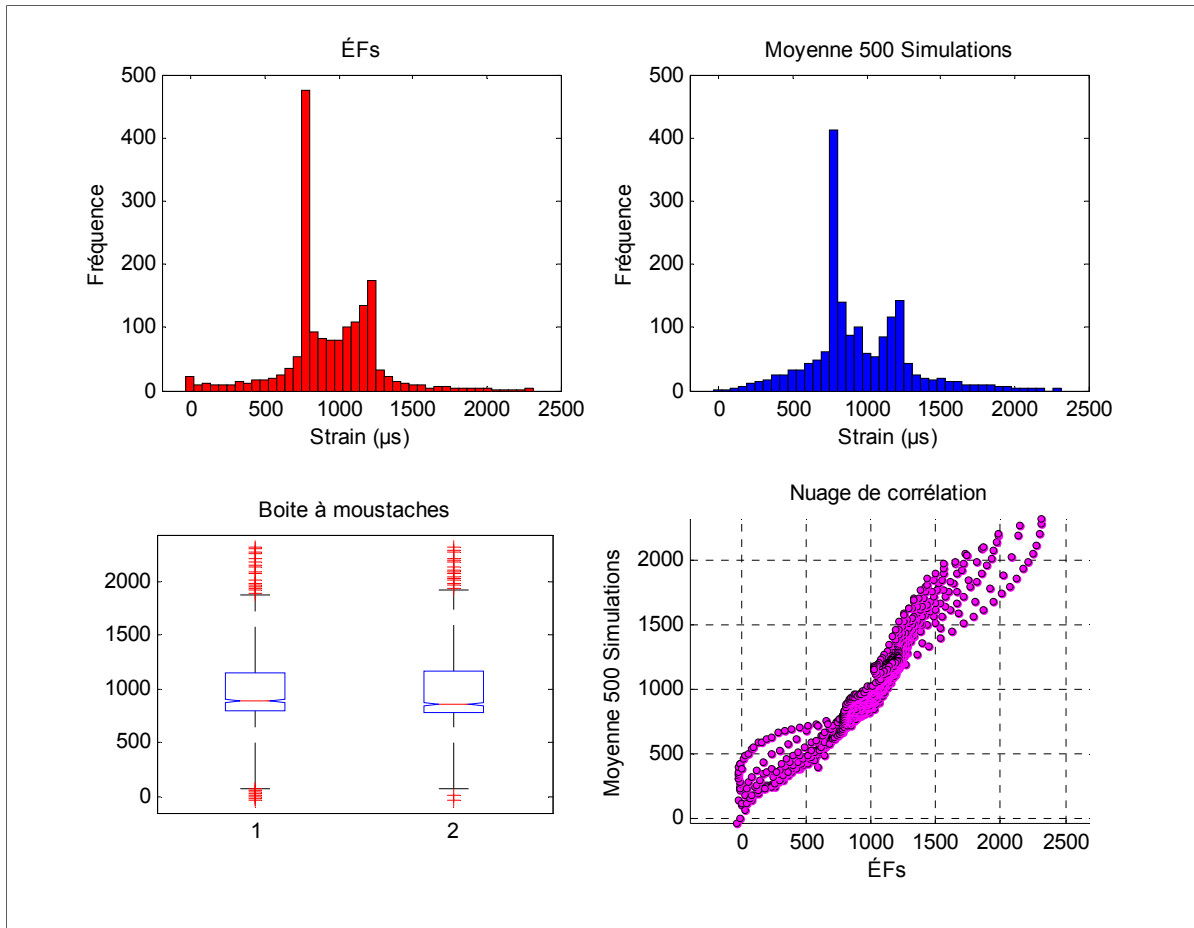 ÉFs
500
400
300
200
100
0
Fréquence
0 500 1000 1500 2000 2500
Strain (µs)
Moyenne 500 Simulations
500
400
300
200
100
0
Fréquence
0 500 1000 1500 2000 2500
Strain (µs)
Boite à moustaches
2000
1500
1000
500
0
1 2
Nuage de corrélation
2000
1500
1000
500
0
Moyenne 500 Simulations
0 500 1000 1500 2000 2500
ÉFs